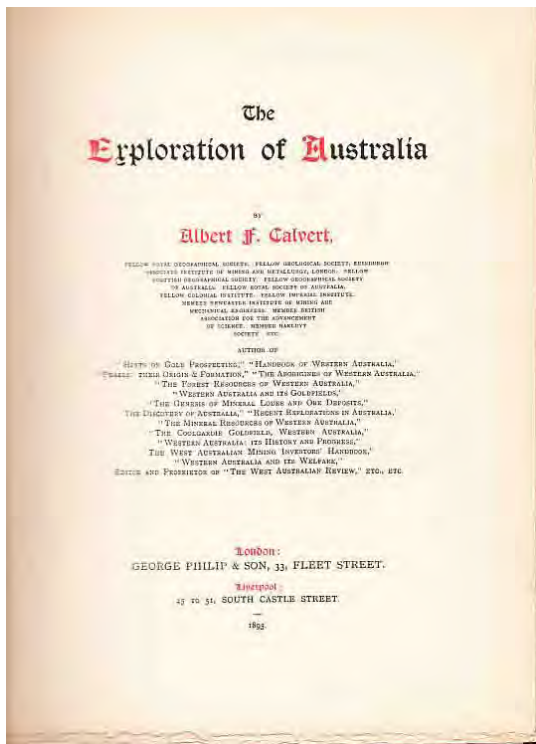 The
Exploration of Australia
BY
Albert F. Calvert,
FELLOW ROYAL GEOGRAPHICAL SOCIETY, FELLOW GEOLOGICAL SOCIETY, EDINBURGH
ASSOCIATE INSTITUTE OF MINING AND METALLURGY, LONDON. FELLOW
SCOTTISH GEOGRAPHICAL SOCIETY. FELLOW GEOGRAPHICAL SOCIETY
OF AUSTRALIA. FELLOW ROYAL SOCIETY OF AUSTRALIA.
FELLOW COLONIAL INSTITUTE. FELLOW IMPERIAL INSTITUTE.
MEMBER NEWCASTLE INSTITUTE OF MINING AND
MECHANICAL ENGINEERS. MEMBER BRITISH
ASSOCIATION FOR THE ADVANCEMENT
OF SCIENCE. MEMBER HAKLUYT
SOCIETY ETC.
AUTHOR OF
"HINTS ON GOLD PROSPECTING," "HANDBOOK OF WESTERN AUSTRALIA,"
PEARLS: THEIR ORIGIN & FORMATION," "THE ABORIGINES OF WESTERN AUSTRALIA,"
"THE FOREST RESOURCES OF WESTERN AUSTRALIA,"
"WESTERN AUSTRALIA AND ITS GOLDFIELDS,"
"THE GENESIS OF MINERAL LODES AND ORE DEPOSITS,"
THE DISCOVERY OF AUSTRALIA," "RECENT EXPLORATIONS IN AUSTRALIA,"
"THE MINERAL RESOURCES OF WESTERN AUSTRALIA,"
"THE COOLGARDIE GOLDFIELD, WESTERN AUSTRALIA,"
"WESTERN AUSTRALIA: ITS HISTORY AND PROGRESS,"
THE WEST AUSTRALIAN MINING INVESTORS' HANDBOOK,"
"WESTERN AUSTRALIA AND ITS WELFARE,"
EDITOR AND PROPRIETOR OF "THE WEST AUSTRALIAN REVIEW," ETC., ETC.
London:
GEORGE PHILIP & SON, 33, FLEET STREET.
Liverpool:
45 TO 51, SOUTH CASTLE STREET.
1895.